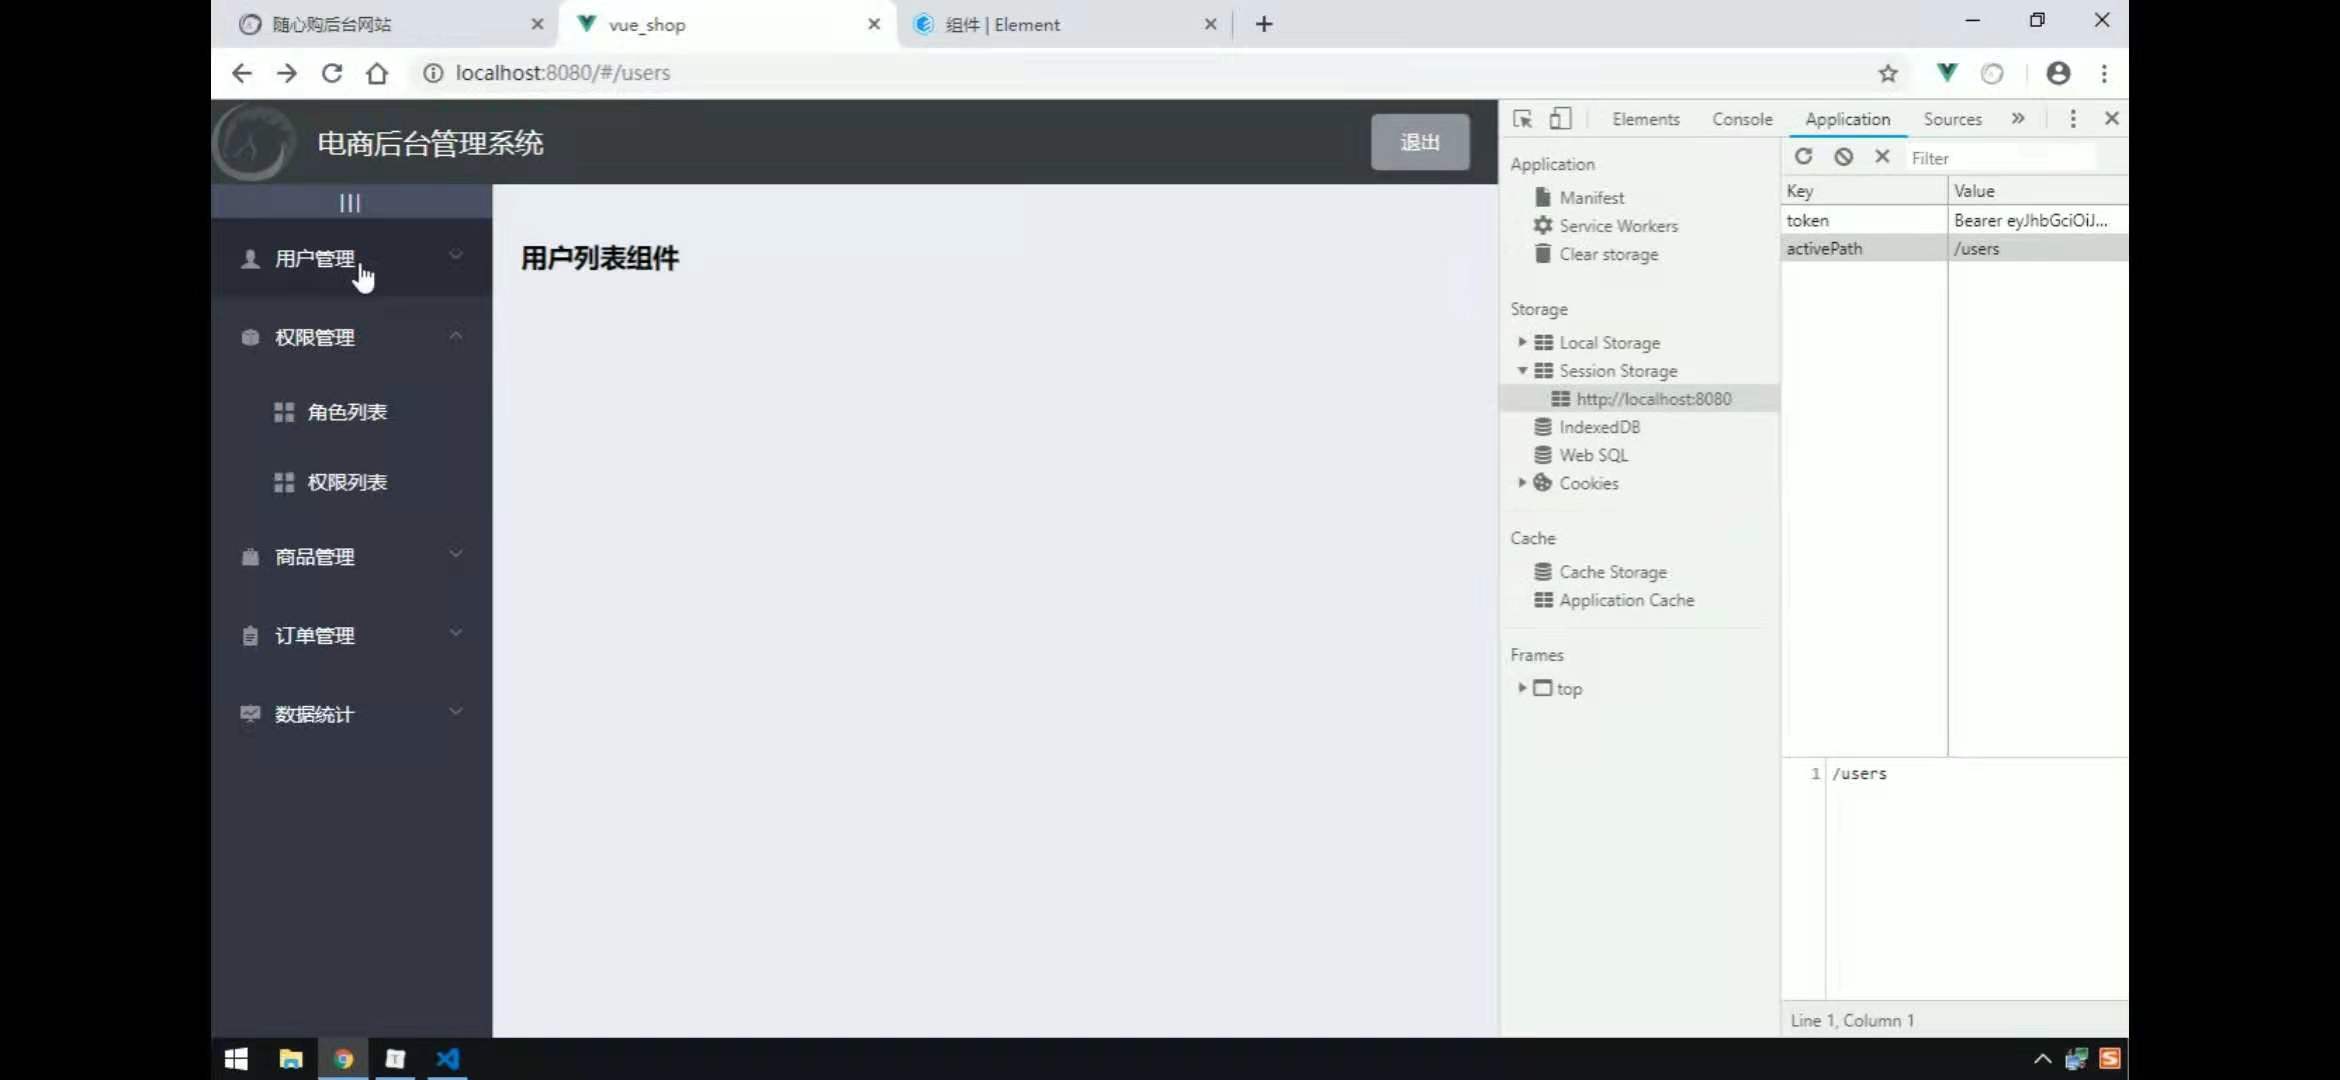 随心购后台网站
vue_shop
组件 | Element
localhost:8080/#/users
电商后台管理系统
退出
|||
用户管理
权限管理
角色列表
权限列表
商品管理
订单管理
数据统计
用户列表组件
Elements Console Application Sources »
Application
Manifest
Service Workers
Clear storage
Storage
Local Storage
Session Storage
http://localhost:8080
IndexedDB
Web SQL
Cookies
Cache
Cache Storage
Application Cache
Frames
top
Filter
Key Value
token Bearer eyJhbGciOiJ...
activePath /users
1 /users
Line 1, Column 1